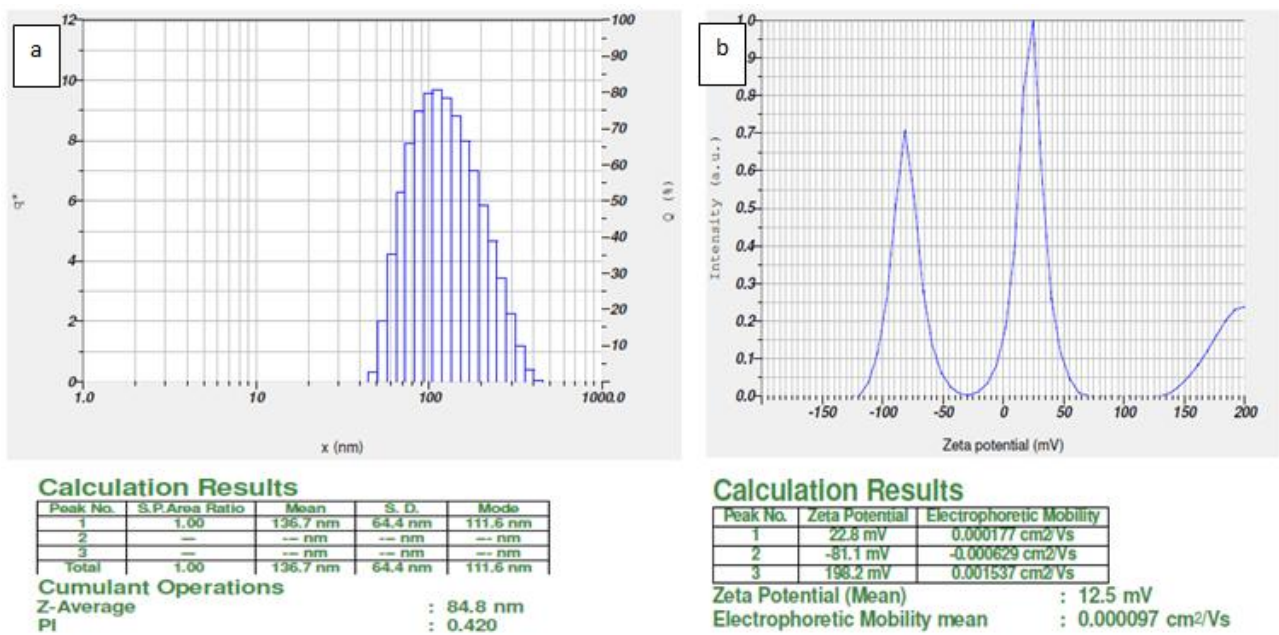 a
12
10
8
6
4
2
0
q*
100
90
80
70
60
50
40
30
20
10
Q (%)
1.0 10 100 1000.0
x (nm)
Calculation Results
Peak No. S.P.Area Ratio Mean S. D. Mode
1 1.00 136.7 nm 64.4 nm 111.6 nm
2 --- --- nm --- nm --- nm
3 --- --- nm --- nm --- nm
Total 1.00 136.7 nm 64.4 nm 111.6 nm
Cumulant Operations
Z-Average : 84.8 nm
PI : 0.420
b
1.0
.9
0.8
0.7
0.6
0.5
0.4
0.3
0.2
0.1
0.0
Intensity (a.u.)
-150 -100 -50 0 50 100 150 200
Zeta potential (mV)
Calculation Results
Peak No. Zeta Potential Electrophoretic Mobility
1 22.8 mV 0.000177 cm2/Vs
2 -81.1 mV -0.000629 cm2/Vs
3 198.2 mV 0.001537 cm2/Vs
Zeta Potential (Mean) : 12.5 mV
Electrophoretic Mobility mean : 0.000097 cm²/Vs